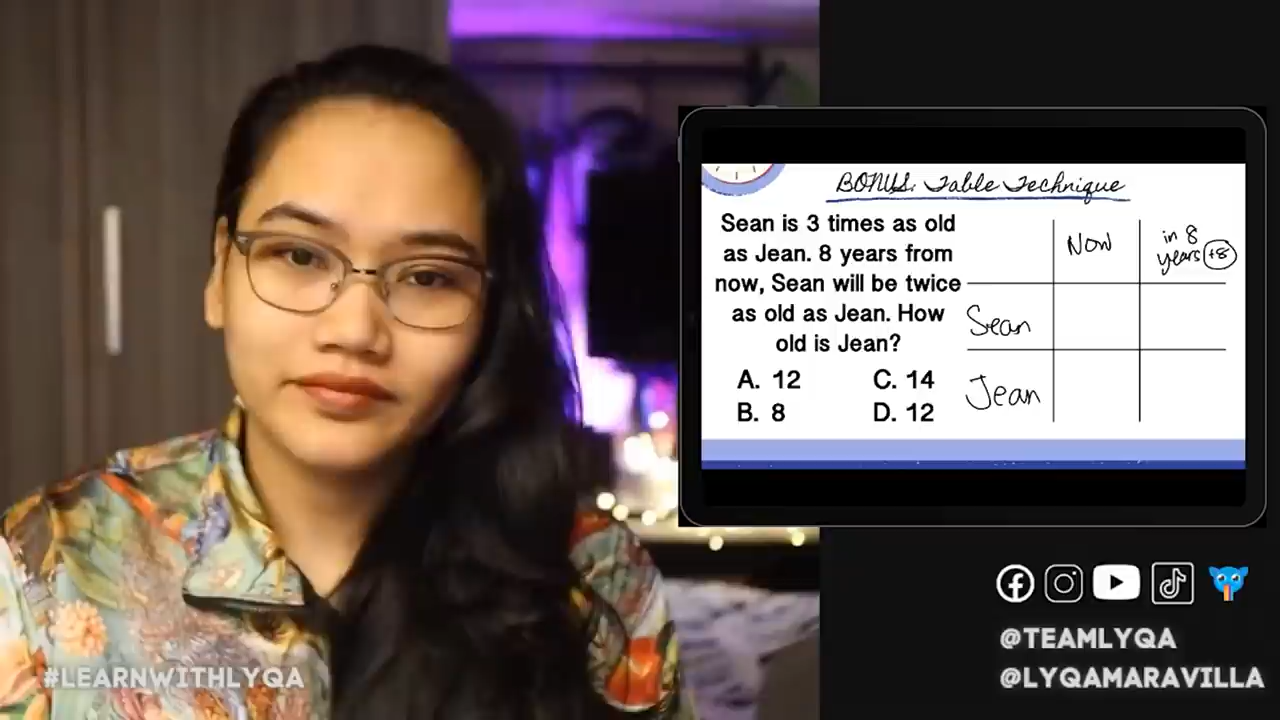 BONUS: Table Technique
Sean is 3 times as old
as Jean. 8 years from
now, Sean will be twice
as old as Jean. How
old is Jean?
A. 12
C. 14
B. 8
D. 12
Now
in 8
years +8
Sean
Jean
@TEAMLYQA
@LYQAMARAVILLA
#LEARNWITHLYQA